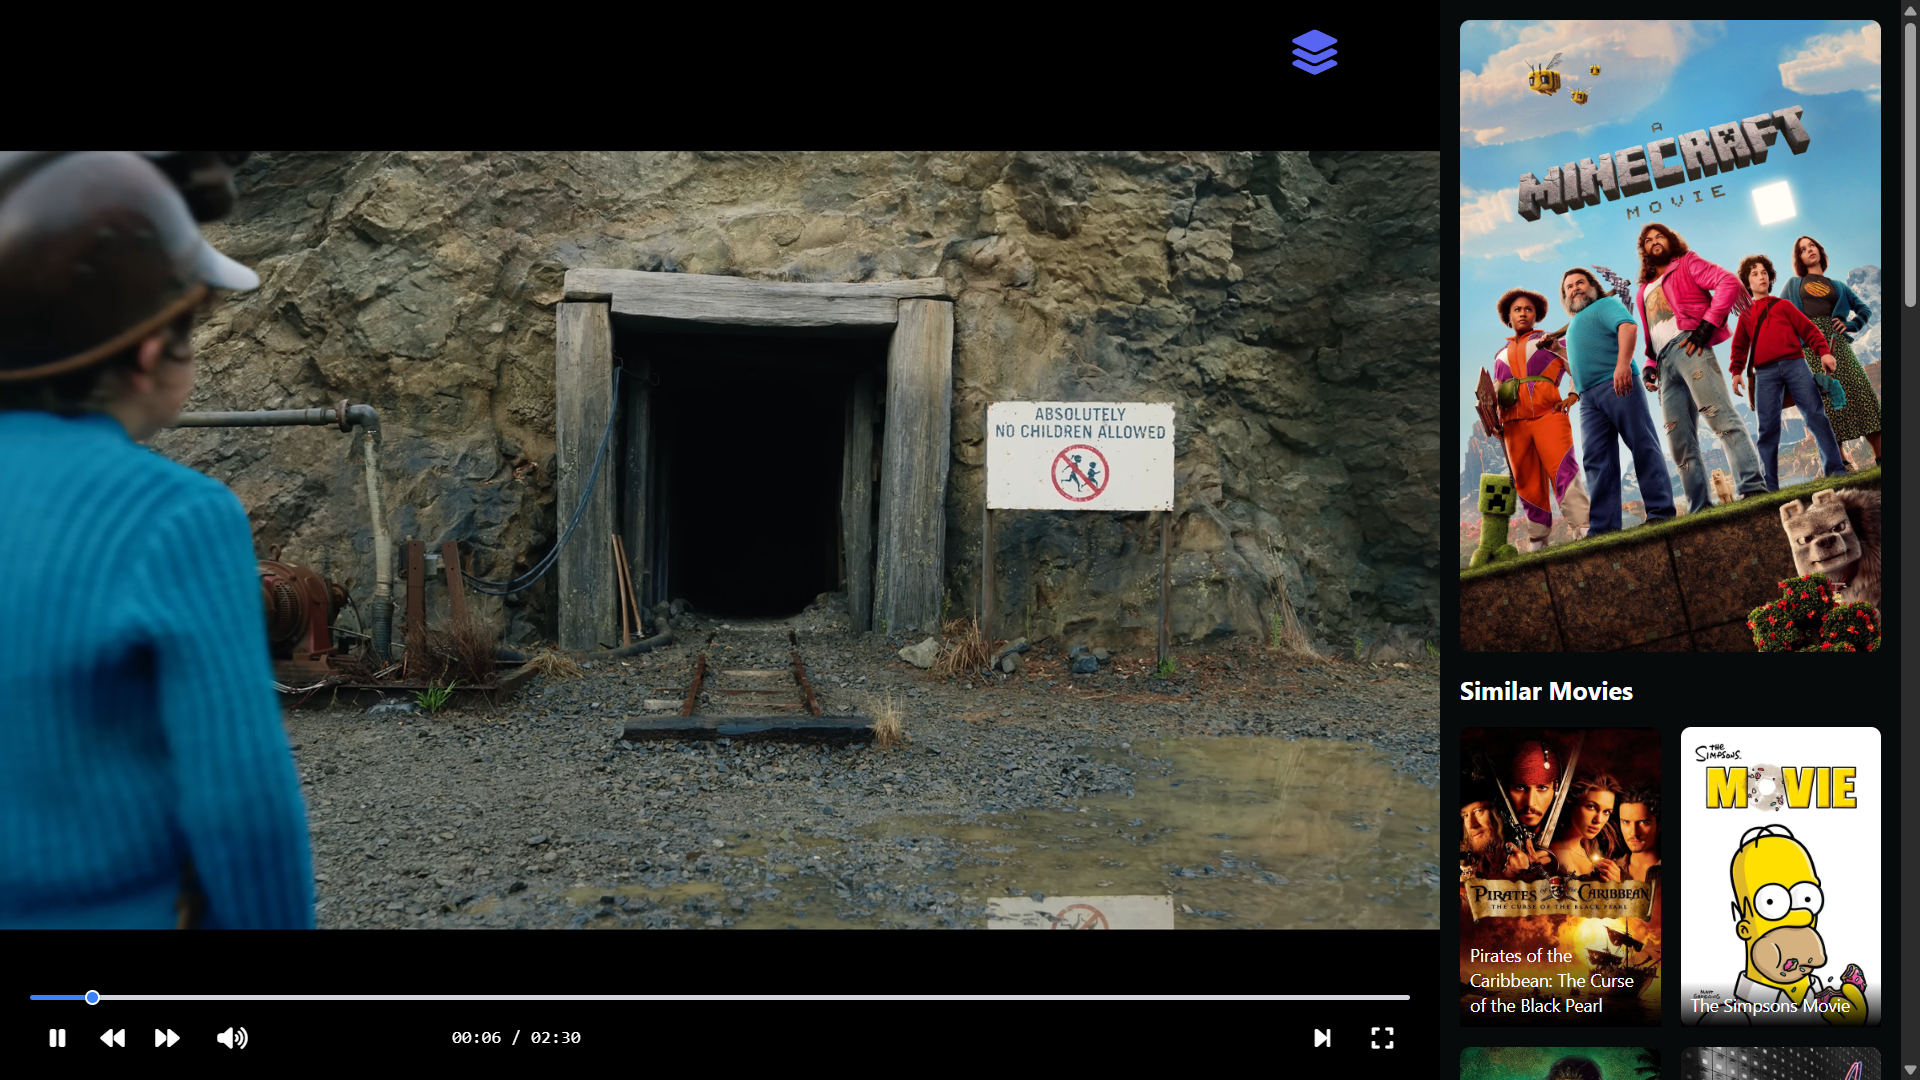 ABSOLUTELY
NO CHILDREN ALLOWED
00:06 / 02:30
A
MINECRAFT
MOVIE
Similar Movies
PIRATES of the CARIBBEAN
THE CURSE OF THE BLACK PEARL
Pirates of the
Caribbean: The Curse
of the Black Pearl
THE
SIMPSONS
MOVIE
The Simpsons Movie